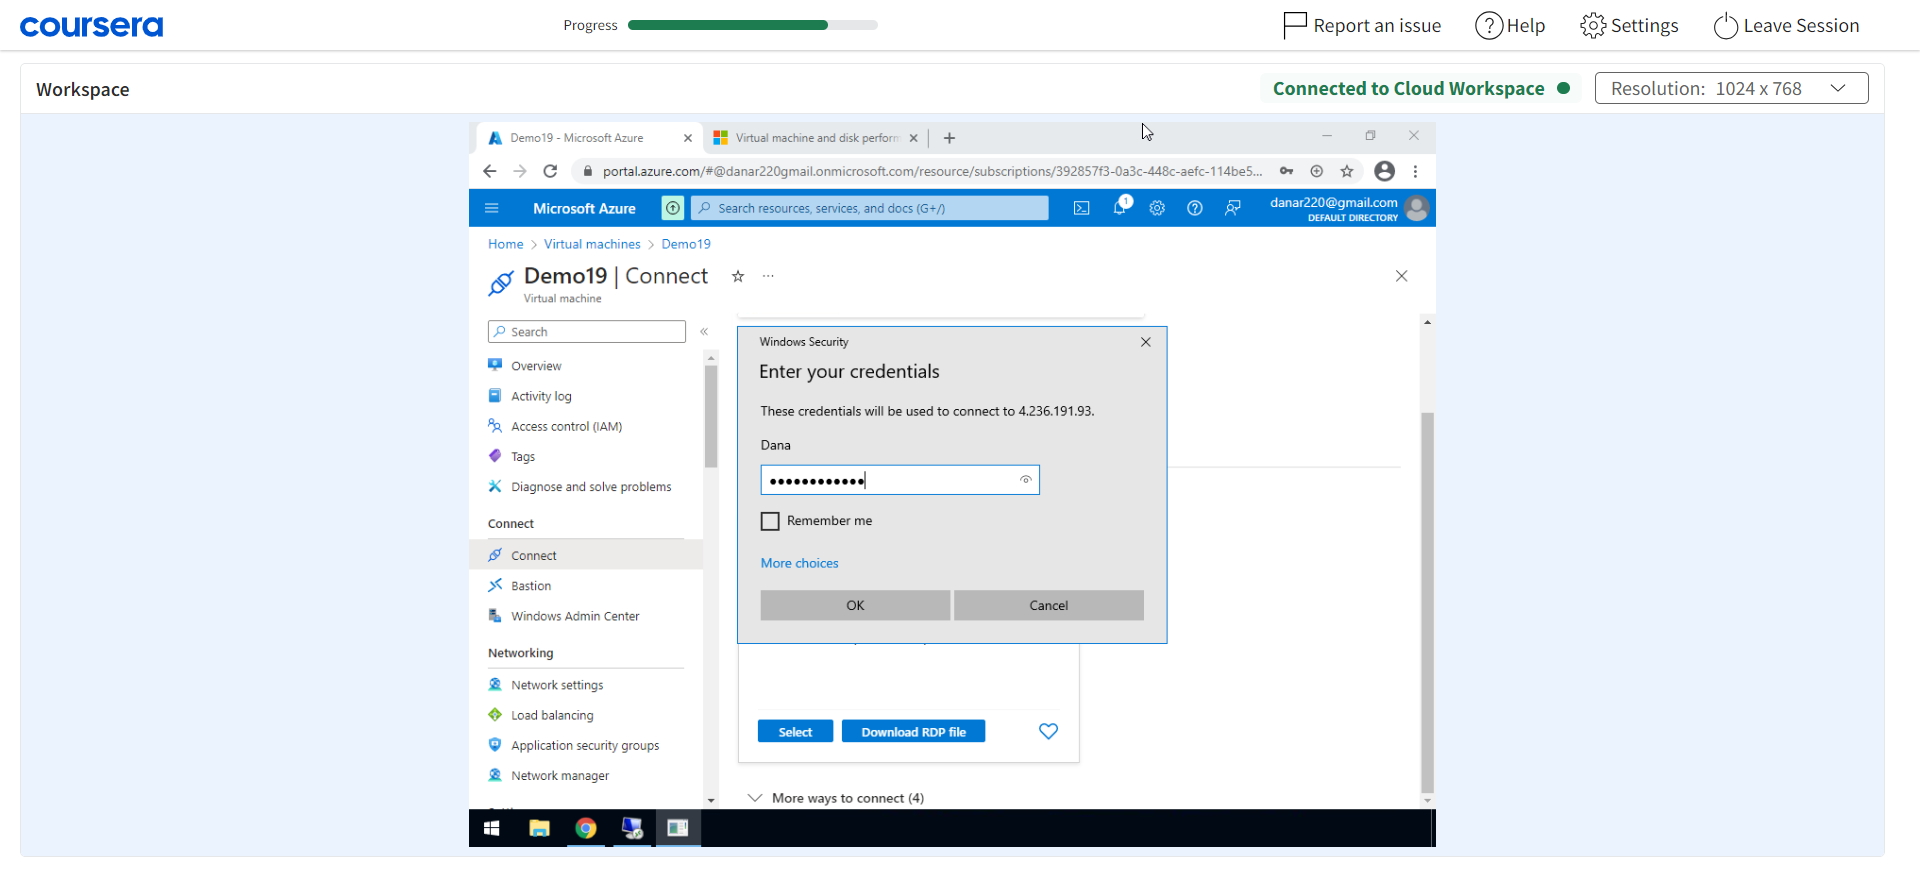 coursera
Progress
Report an issue
Help
Settings
Leave Session
Workspace
Connected to Cloud Workspace
Resolution: 1024 x 768
Demo19 - Microsoft Azure
Virtual machine and disk perform
portal.azure.com/#@danar220gmail.onmicrosoft.com/resource/subscriptions/392857f3-0a3c-448c-aefc-114be5...
Microsoft Azure
Search resources, services, and docs (G+/)
1
danar220@gmail.com
DEFAULT DIRECTORY
Home > Virtual machines > Demo19
Demo19 | Connect
Virtual machine
Search
Overview
Activity log
Access control (IAM)
Tags
Diagnose and solve problems
Connect
Connect
Bastion
Windows Admin Center
Networking
Network settings
Load balancing
Application security groups
Network manager
Windows Security
Enter your credentials
These credentials will be used to connect to 4.236.191.93.
Dana
Remember me
More choices
OK
Cancel
Select
Download RDP file
More ways to connect (4)